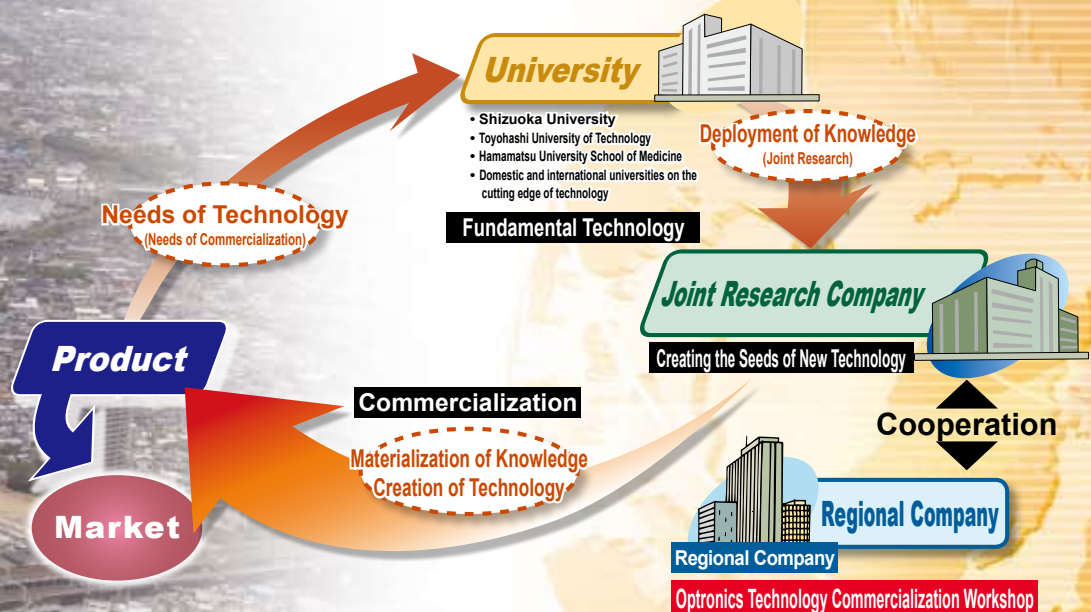 University
• Shizuoka University
• Toyohashi University of Technology
• Hamamatsu University School of Medicine
• Domestic and international universities on the
cutting edge of technology
Fundamental Technology
Deployment of Knowledge
(Joint Research)
Needs of Technology
(Needs of Commercialization)
Joint Research Company
Creating the Seeds of New Technology
Product
Commercialization
Materialization of Knowledge
Creation of Technology
Market
Cooperation
Regional Company
Regional Company
Optronics Technology Commercialization Workshop